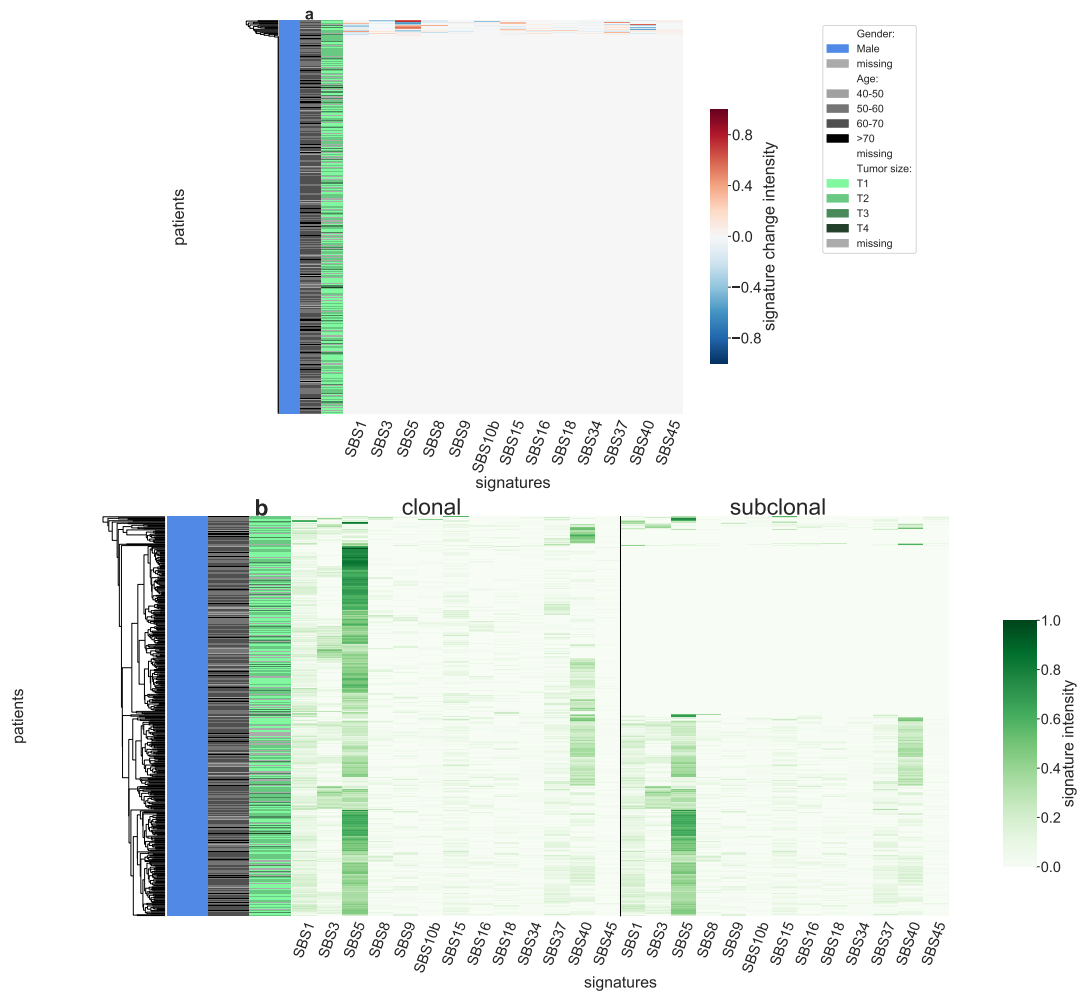 a
Gender:
Male
missing
Age:
40-50
50-60
60-70
>70
missing
Tumor size:
T1
T2
T3
T4
missing
patients
0.8
0.4
0.0
−0.4
−0.8
signature change intensity
SBS1 SBS3 SBS5 SBS8 SBS9 SBS10b SBS15 SBS16 SBS18 SBS34 SBS37 SBS40 SBS45
signatures
b clonal subclonal
patients
1.0
0.8
0.6
0.4
0.2
0.0
signature intensity
SBS1 SBS3 SBS5 SBS8 SBS9 SBS10b SBS15 SBS16 SBS18 SBS34 SBS37 SBS40 SBS45 SBS1 SBS3 SBS5 SBS8 SBS9 SBS10b SBS15 SBS16 SBS18 SBS34 SBS37 SBS40 SBS45
signatures